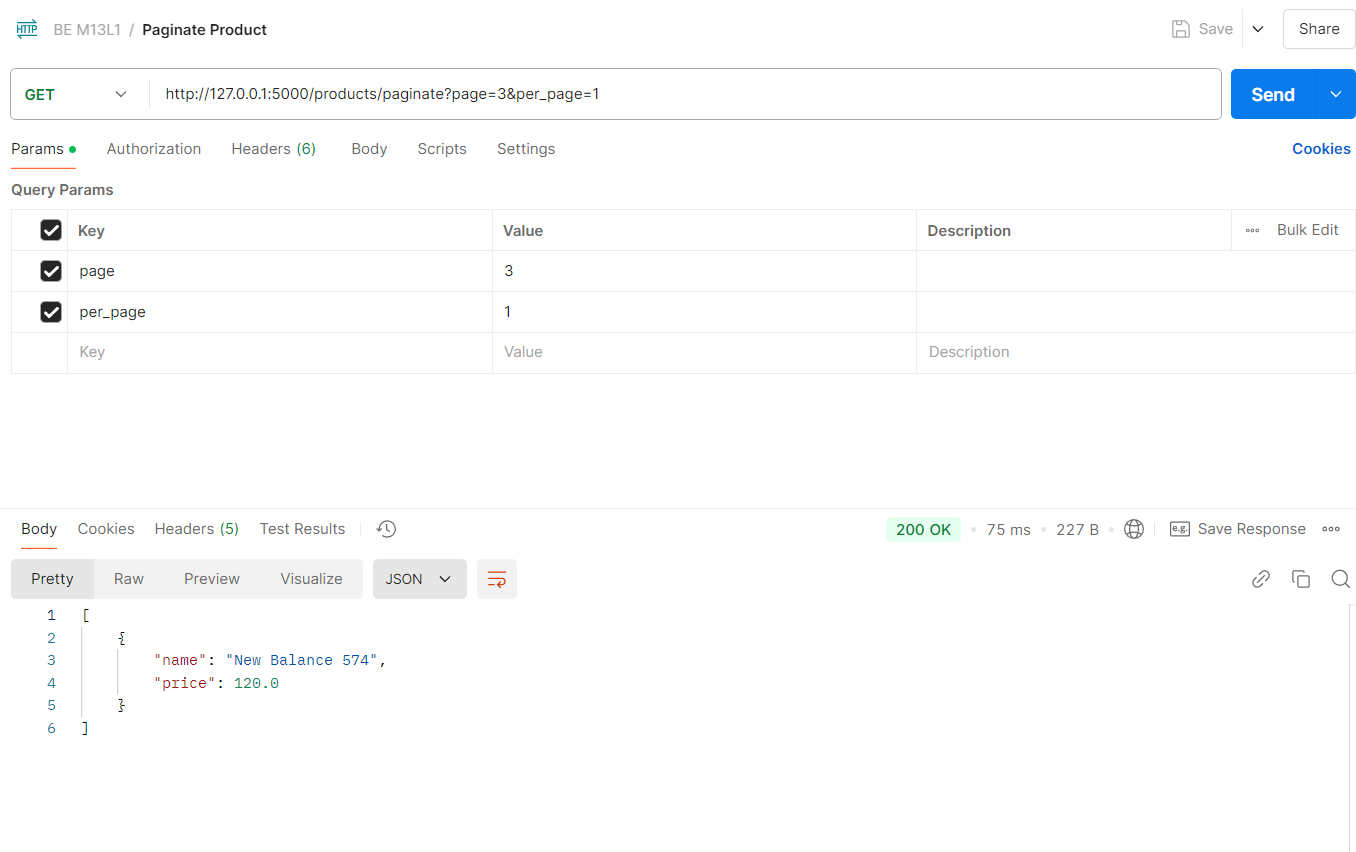 HTTP BE M13L1 / Paginate Product Save Share
GET http://127.0.0.1:5000/products/paginate?page=3&per_page=1 Send
Params Authorization Headers (6) Body Scripts Settings Cookies
Query Params
Key Value Description Bulk Edit
page 3
per_page 1
Key Value Description
Body Cookies Headers (5) Test Results 200 OK 75 ms 227 B e.g. Save Response
Pretty Raw Preview Visualize JSON
1 [
2 {
3 "name": "New Balance 574",
4 "price": 120.0
5 }
6 ]